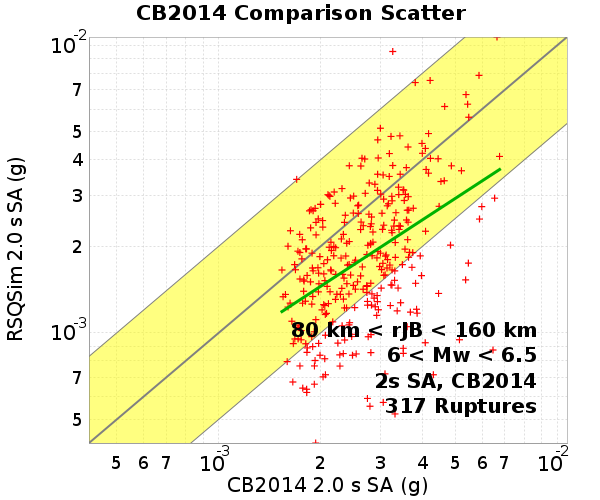 CB2014 Comparison Scatter
10^-2
7
5
4
3
2
10^-3
7
5
RSQSim 2.0 s SA (g)
80 km < rJB < 160 km
6 < Mw < 6.5
2s SA, CB2014
317 Ruptures
5 6 7 10^-3 2 3 4 5 6 7 10^-2
CB2014 2.0 s SA (g)